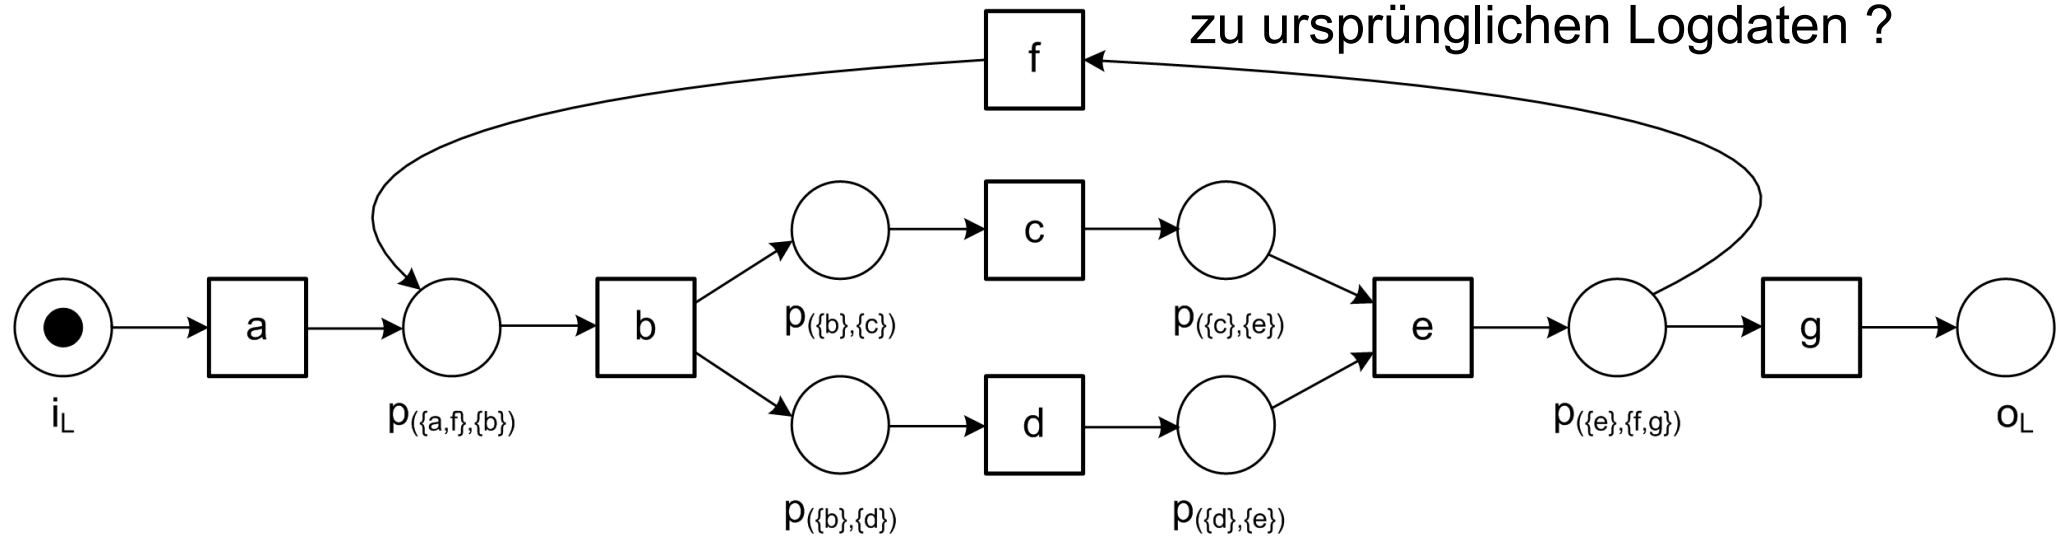 zu ursprünglichen Logdaten ?
f
c
p({b},{c})
p({c},{e})
a
b
e
g
iL
p({a,f},{b})
d
p({e},{f,g})
oL
p({b},{d})
p({d},{e})